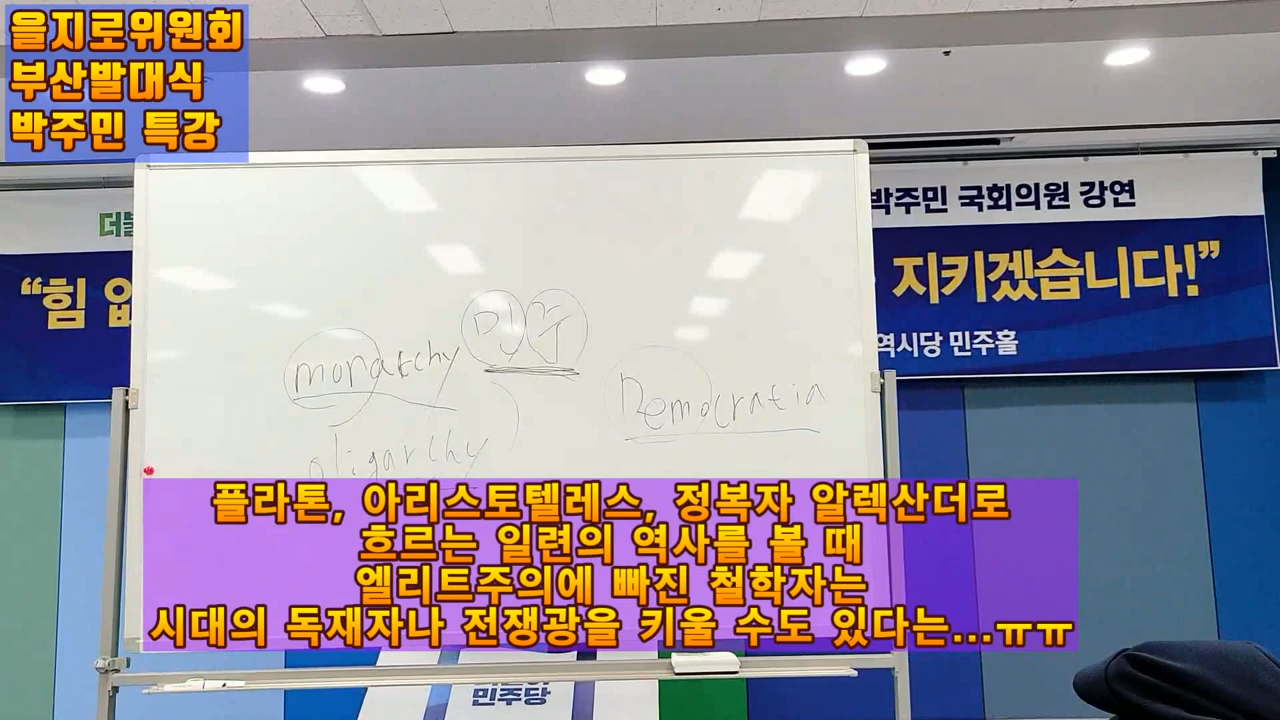 을지로위원회
부산발대식
박주민 특강
더불
박주민 국회의원 강연
“힘 없
지키겠습니다!”
역시당 민주홀
monarchy
민주
Democratia
oligarchy
플라톤, 아리스토텔레스, 정복자 알렉산더로
흐르는 일련의 역사를 볼 때
엘리트주의에 빠진 철학자는
시대의 독재자나 전쟁광을 키울 수도 있다는...ㅠㅠ
민주당